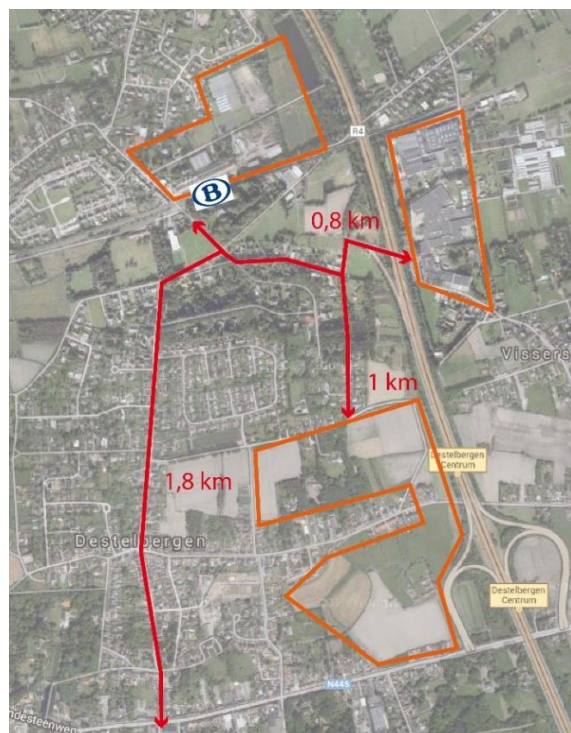 R4
B
0,8 km
Vissers
1 km
Destelbergen
Centrum
1,8 km
Destelbergen
Destelbergen
Centrum
N445
ndesteenweg